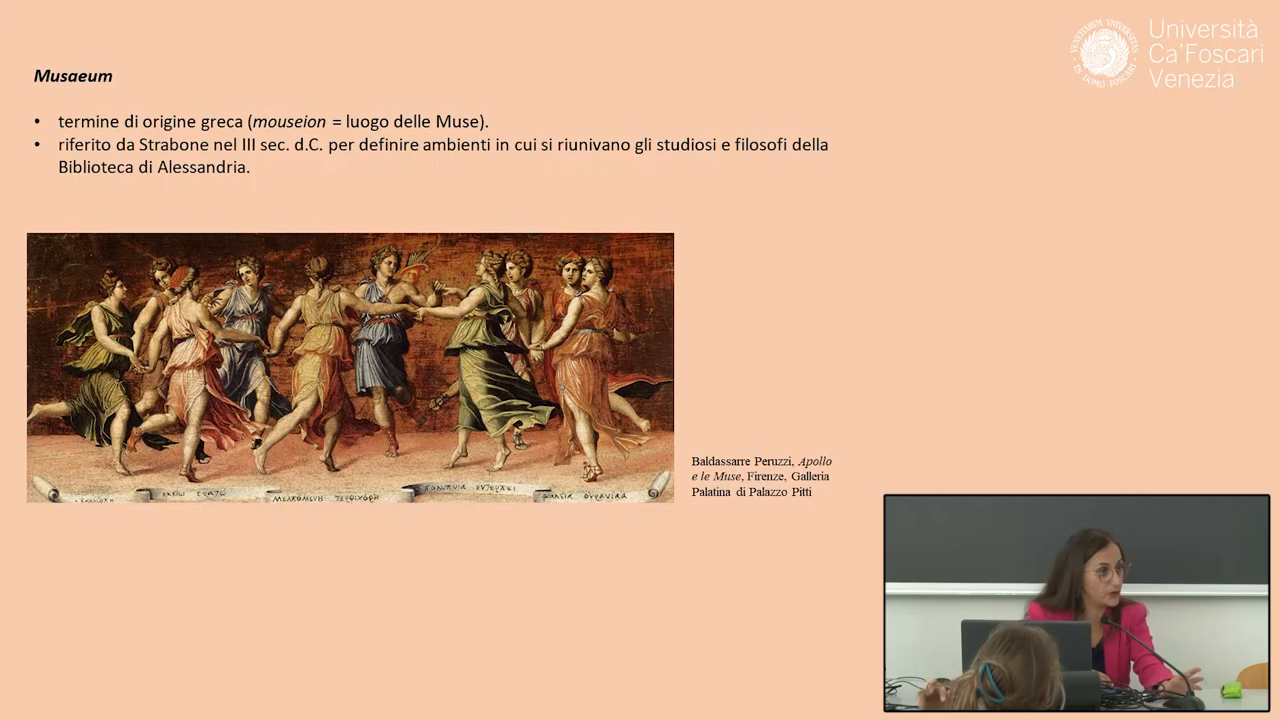 Università
Ca'Foscari
Venezia
Musaeum
• termine di origine greca (mouseion = luogo delle Muse).
• riferito da Strabone nel III sec. d.C. per definire ambienti in cui si riunivano gli studiosi e filosofi della
Biblioteca di Alessandria.
Baldassarre Peruzzi, Apollo
e le Muse, Firenze, Galleria
Palatina di Palazzo Pitti